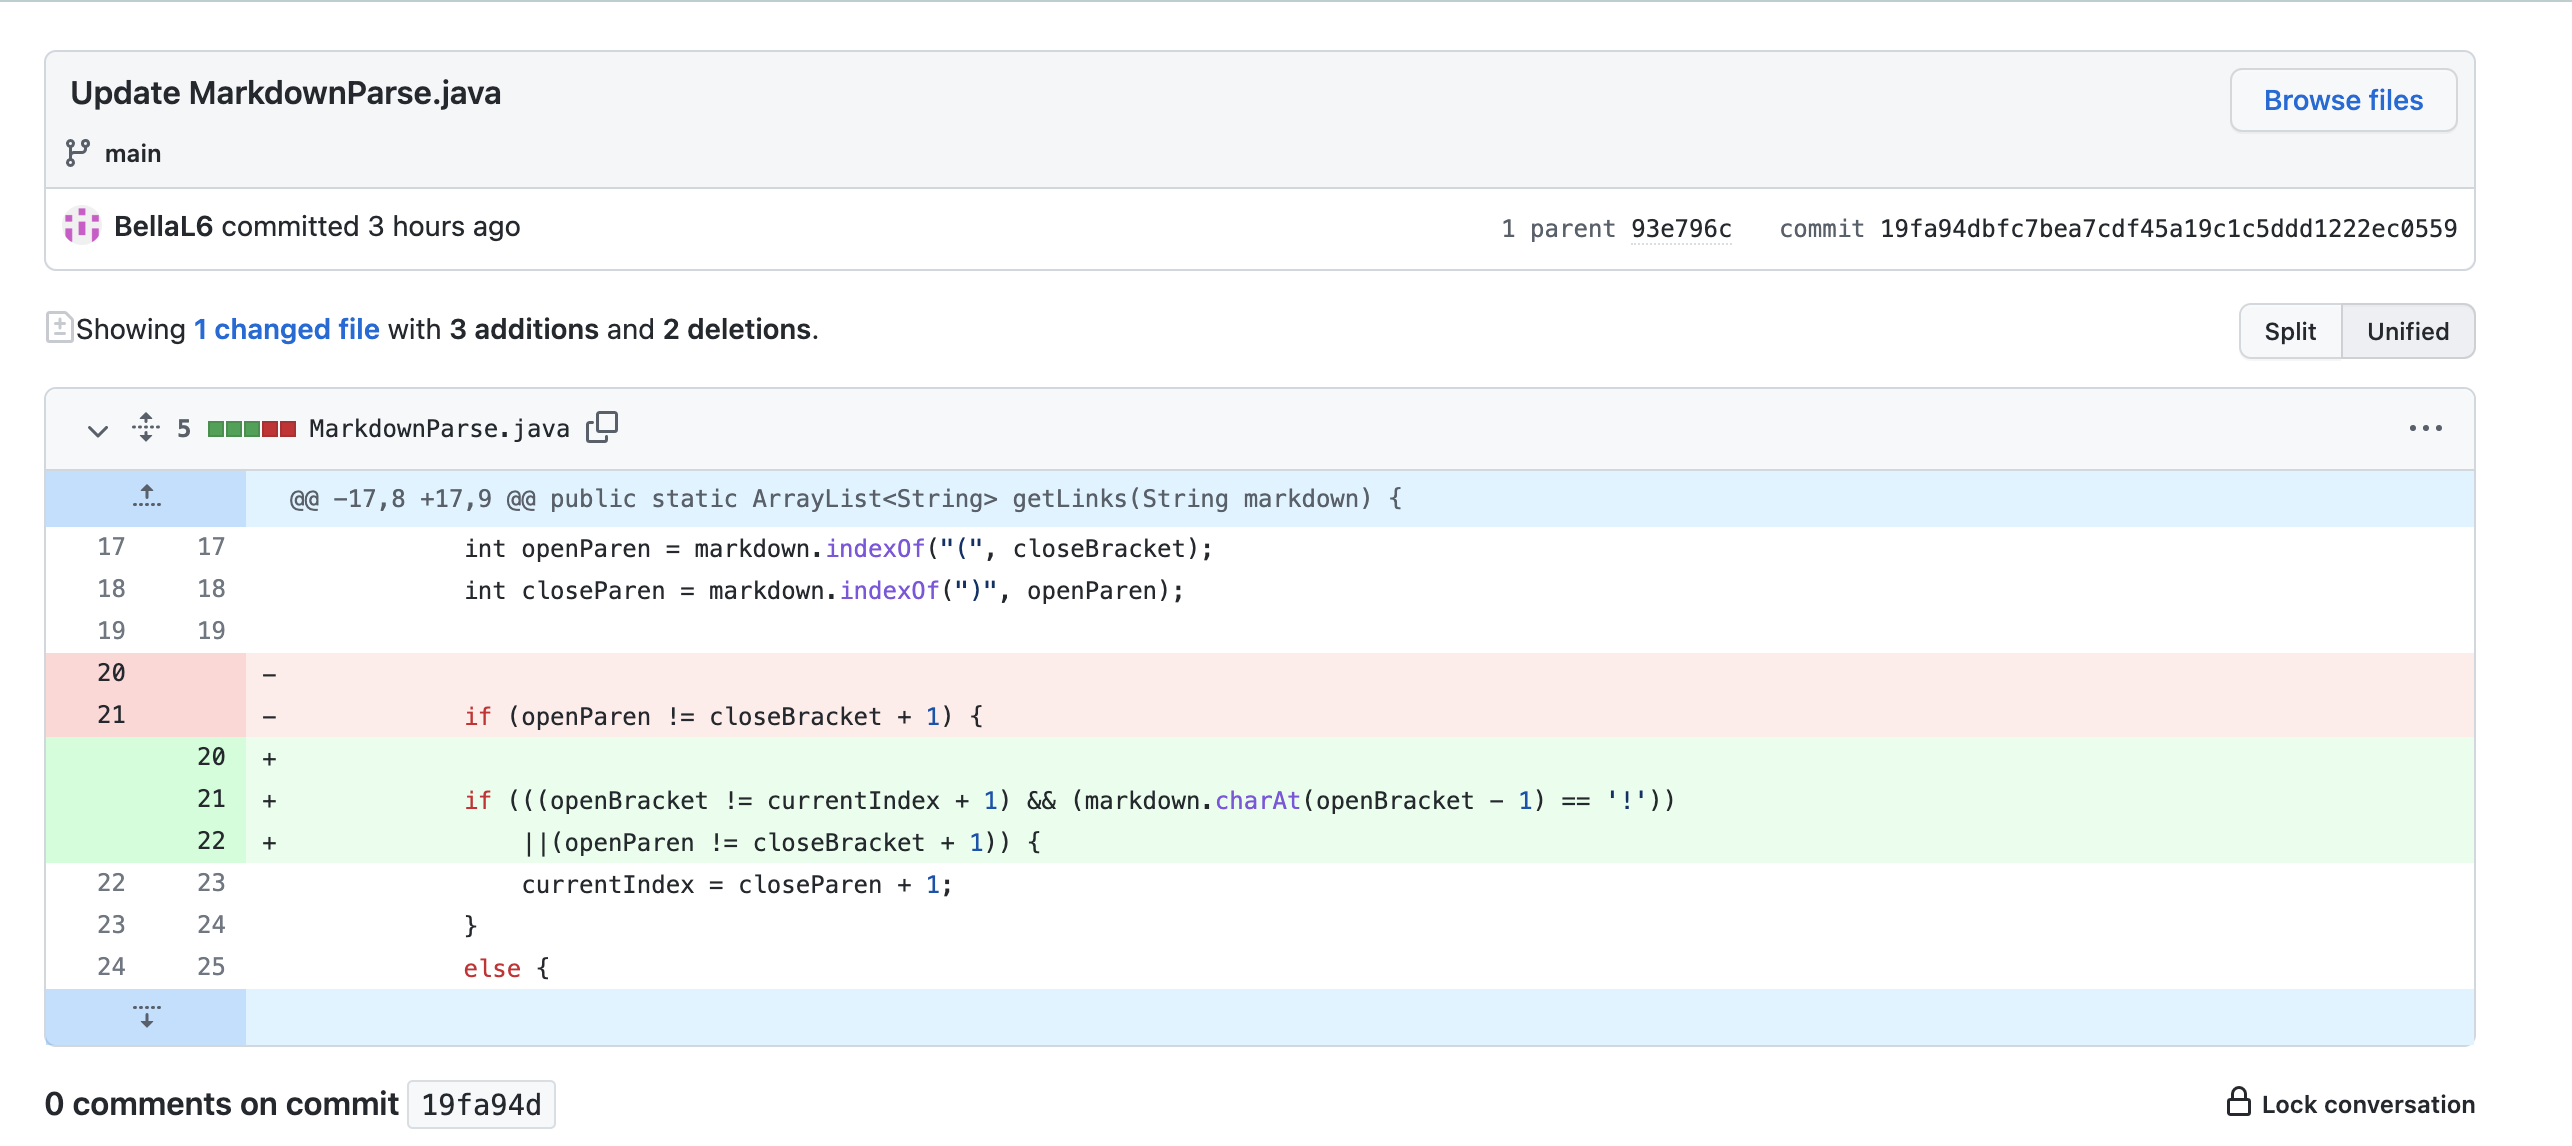 Update MarkdownParse.java
Browse files
main
BellaL6 committed 3 hours ago
1 parent 93e796c commit 19fa94dbfc7bea7cdf45a19c1c5ddd1222ec0559
Showing 1 changed file with 3 additions and 2 deletions.
Split Unified
5 MarkdownParse.java
@@ -17,8 +17,9 @@ public static ArrayList<String> getLinks(String markdown) {
17 17 int openParen = markdown.indexOf("(", closeBracket);
18 18 int closeParen = markdown.indexOf(")", openParen);
19 19
20 -
21 - if (openParen != closeBracket + 1) {
20 +
21 + if (((openBracket != currentIndex + 1) && (markdown.charAt(openBracket - 1) == '!'))
22 + ||(openParen != closeBracket + 1)) {
22 23 currentIndex = closeParen + 1;
23 24 }
24 25 else {
0 comments on commit 19fa94d
Lock conversation